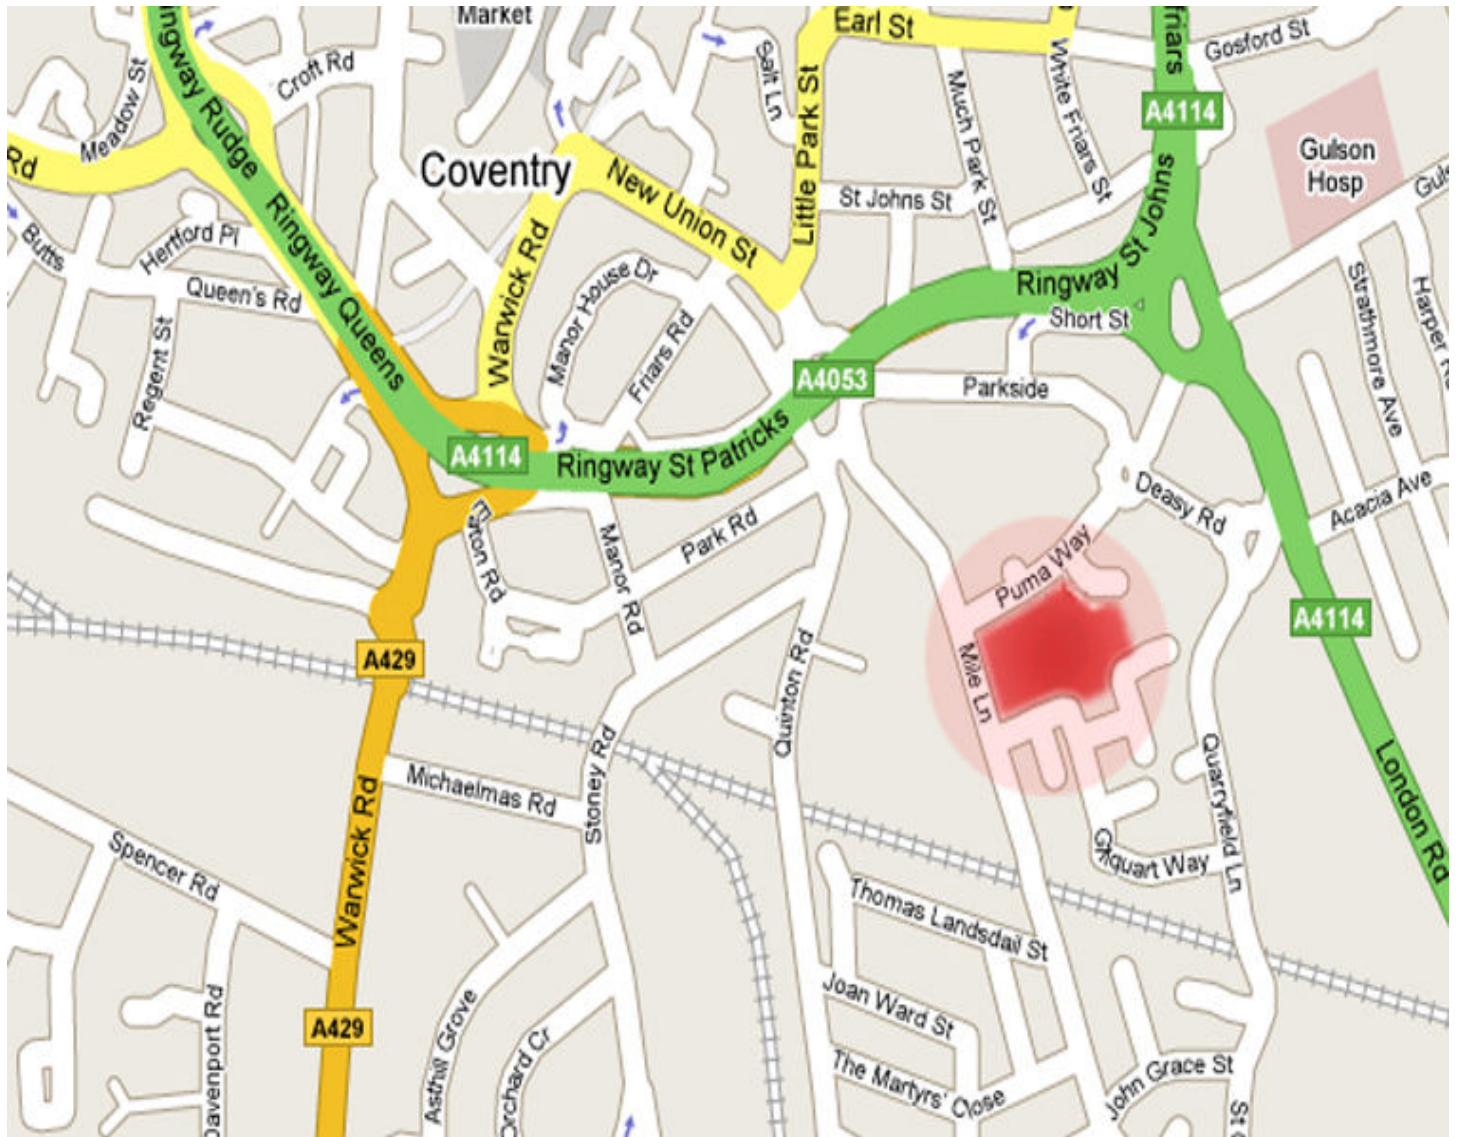 Market
Earl St
Gosford St
friars
ingway Rudge
Croft Rd
Salt Ln
White Friars St
Meadow St
Little Park St
Much Park St
A4114
Gulson
Hosp
Rd
Coventry
New Union St
St Johns St
Ringway St Johns
Butts
Hertford Pl
Ringway Queens
Warwick Rd
Manor House Dr
Queen's Rd
Short St
Strathmore Ave
Regent St
Friars Rd
A4053
Parkside
A4114
Ringway St Patricks
Deasy Rd
Acacia Ave
Eaton Rd
Manor Rd
Park Rd
Puma Way
A4114
A429
Quinton Rd
Mile Ln
Michaelmas Rd
Stoney Rd
Quarryfield Ln
London Rd
Warwick Rd
Spencer Rd
Thomas Landsdail St
A429
Davenport Rd
Asthill Grove
Orchard Cr
Joan Ward St
The Martyrs' Close
John Grace St